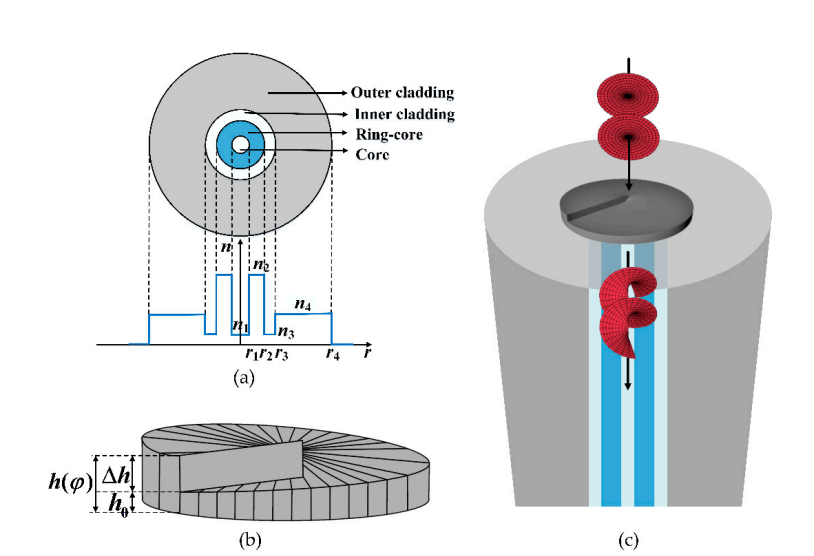 Outer cladding
Inner cladding
Ring-core
Core
n
n₂
n₄
n₁
n₃
r₁r₂r₃ r₄ r
(a)
h(φ)
Δh
h₀
(b)
(c)